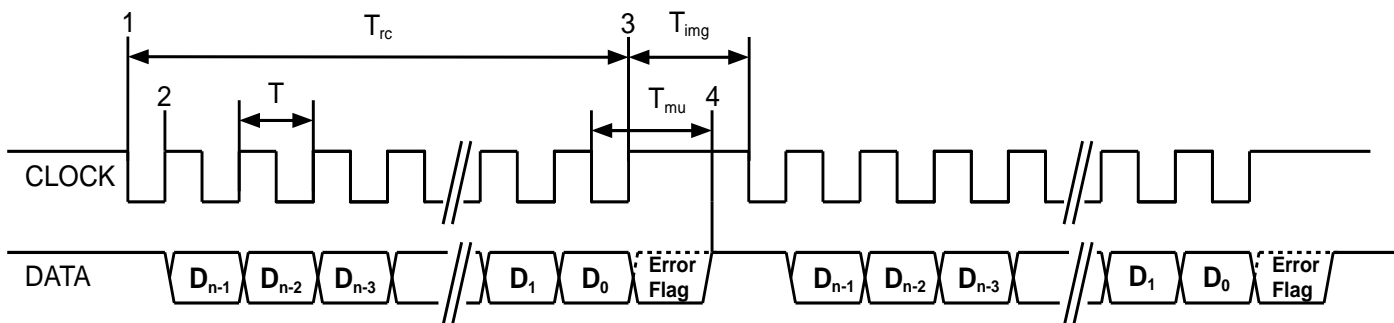 1 T_rc 3 T_img
2 T T_mu 4
CLOCK
DATA D_n-1 D_n-2 D_n-3 D_1 D_0 Error Flag D_n-1 D_n-2 D_n-3 D_1 D_0 Error Flag